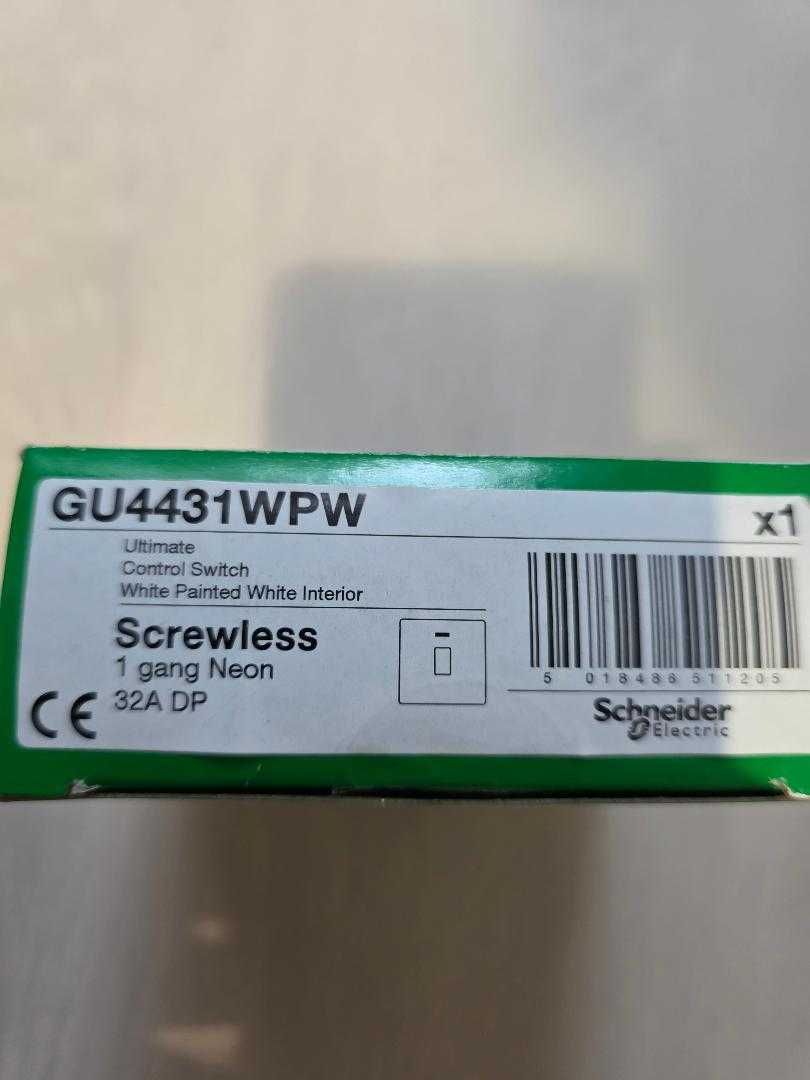 GU4431WPW
x1
Ultimate
Control Switch
White Painted White Interior
Screwless
1 gang Neon
32A DP
CE
5 018486 511205
Schneider
Electric